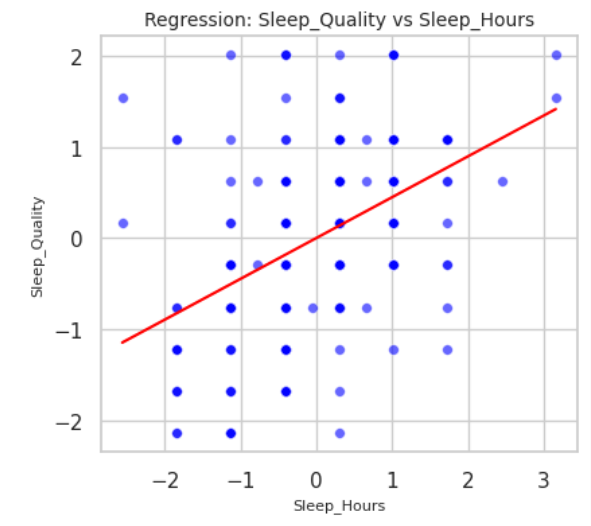 Regression: Sleep_Quality vs Sleep_Hours
2
1
0
−1
−2
Sleep_Quality
−2 −1 0 1 2 3
Sleep_Hours